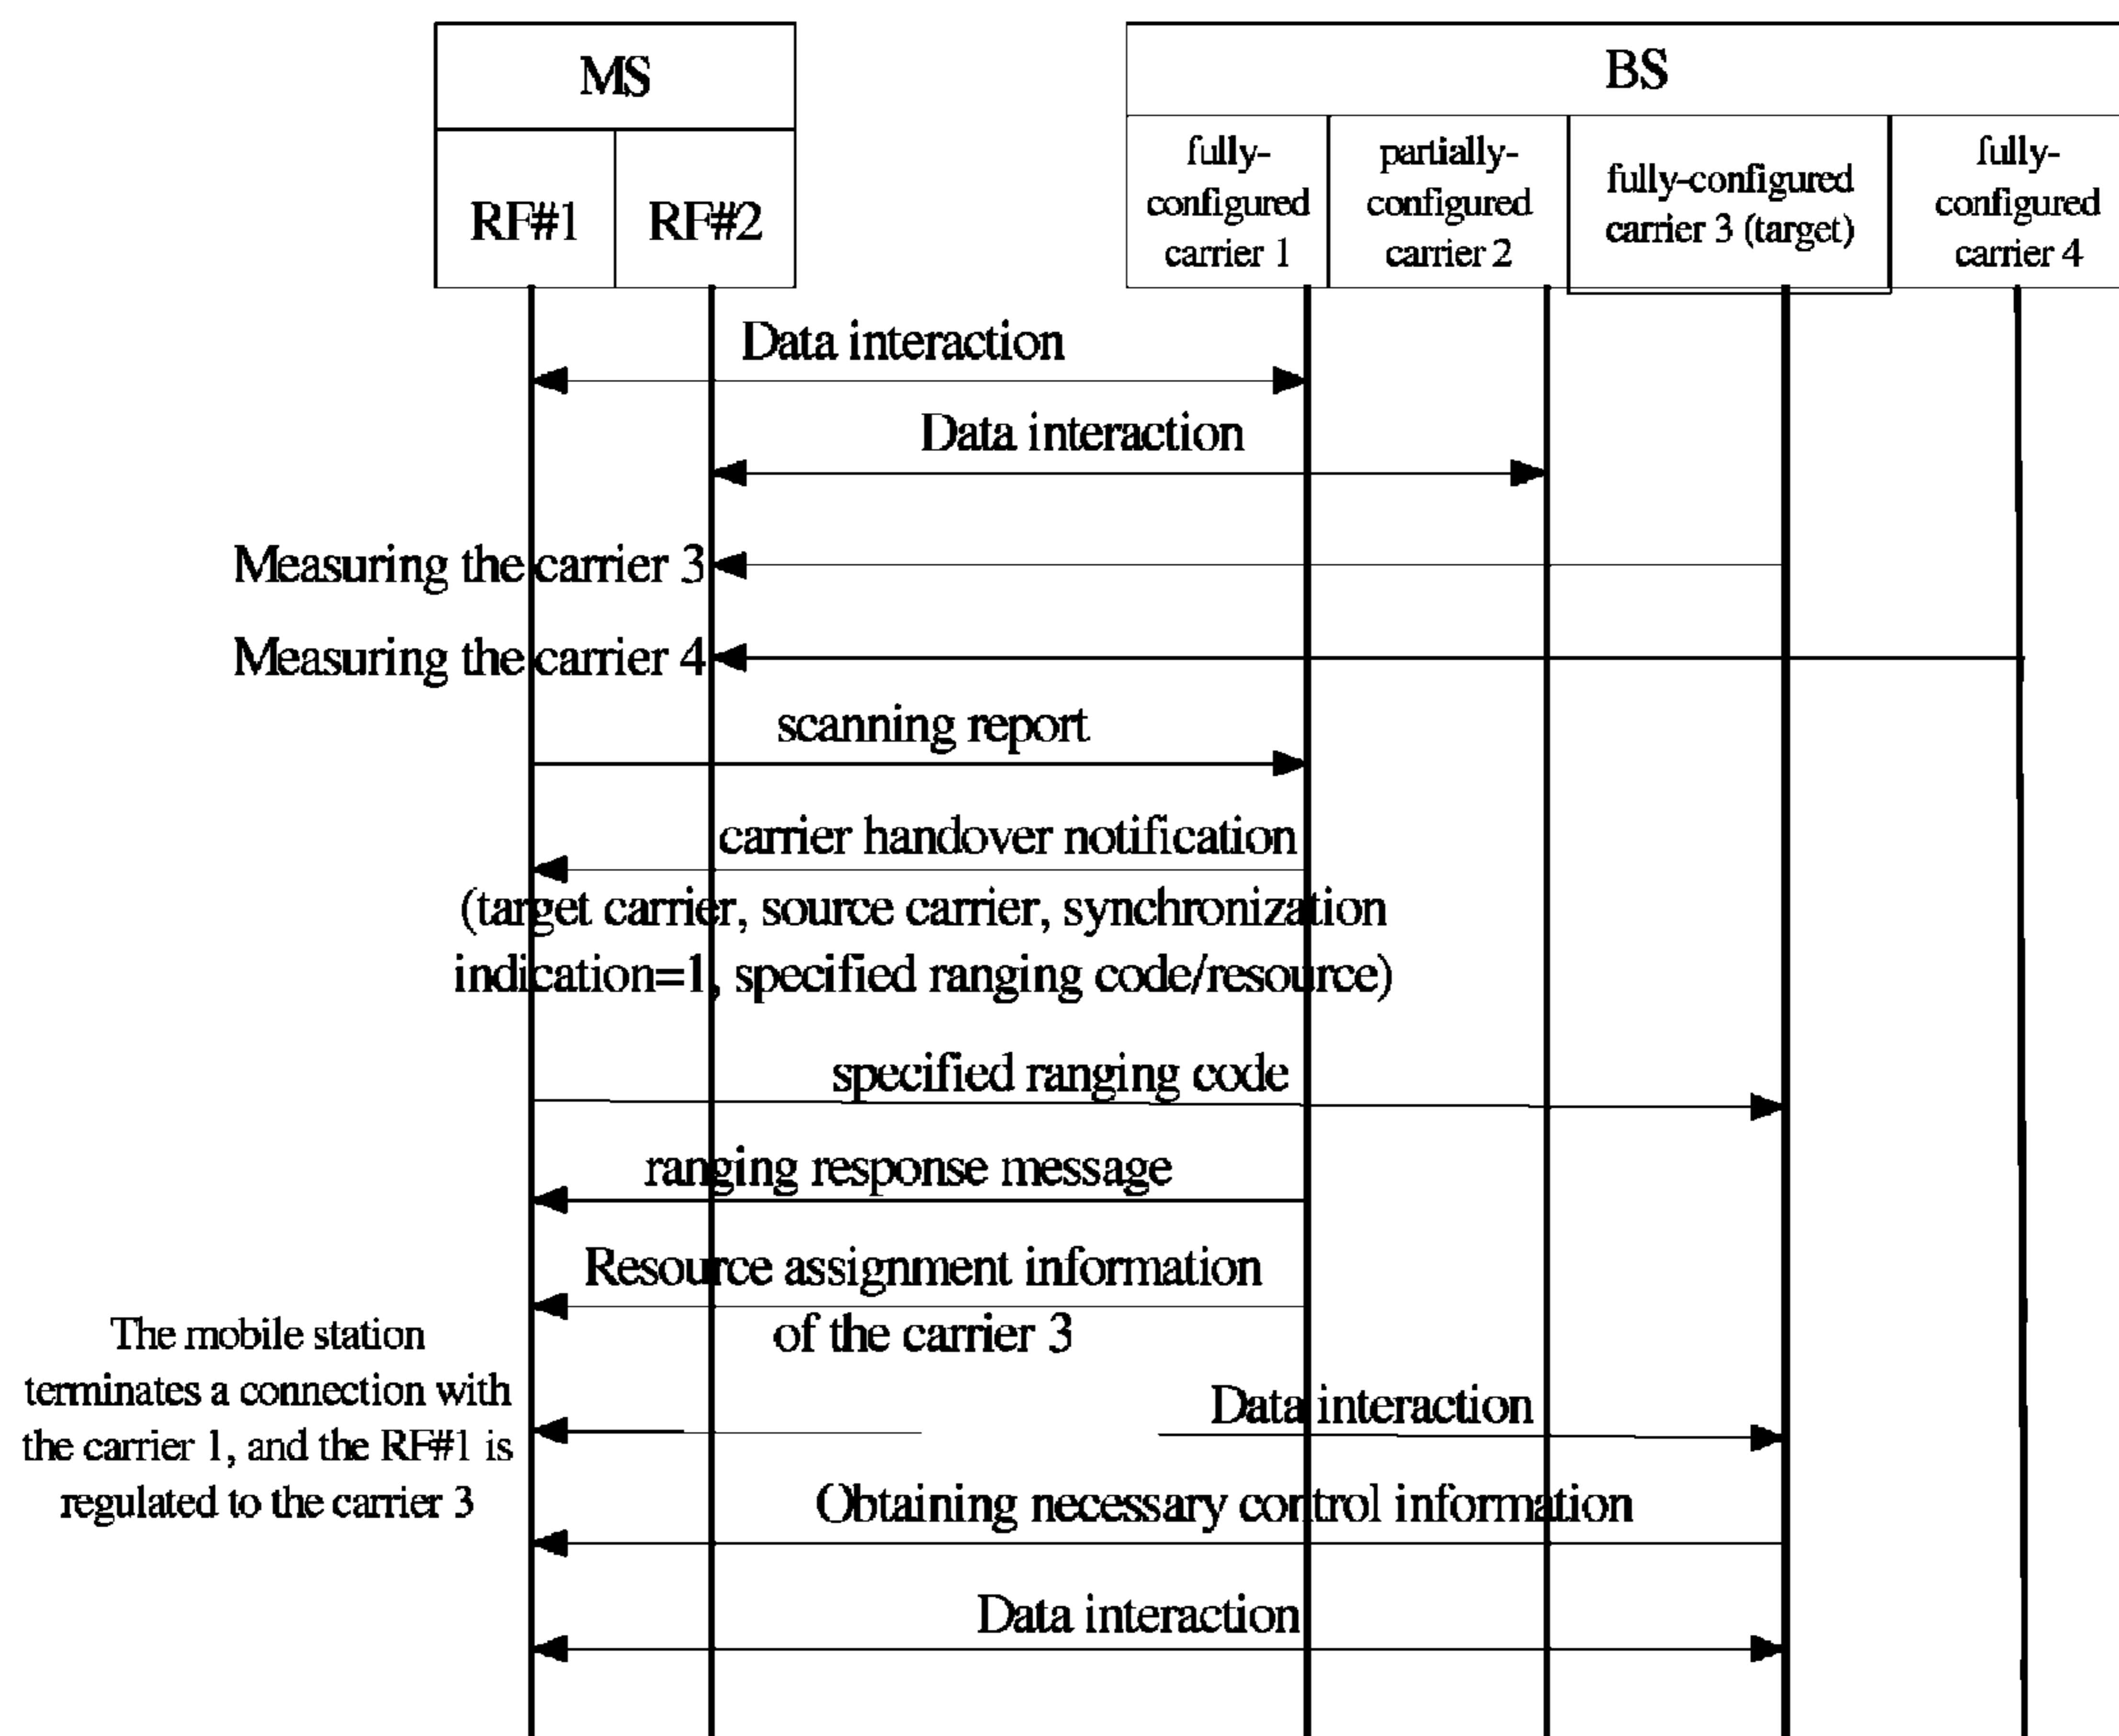 MS
BS
RF#1
RF#2
fully-
configured
carrier 1
partially-
configured
carrier 2
fully-configured
carrier 3 (target)
fully-
configured
carrier 4
Data interaction
Data interaction
Measuring the carrier 3
Measuring the carrier 4
scanning report
carrier handover notification
(target carrier, source carrier, synchronization
indication=1, specified ranging code/resource)
specified ranging code
ranging response message
Resource assignment information
of the carrier 3
The mobile station
terminates a connection with
the carrier 1, and the RF#1 is
regulated to the carrier 3
Data interaction
Obtaining necessary control information
Data interaction